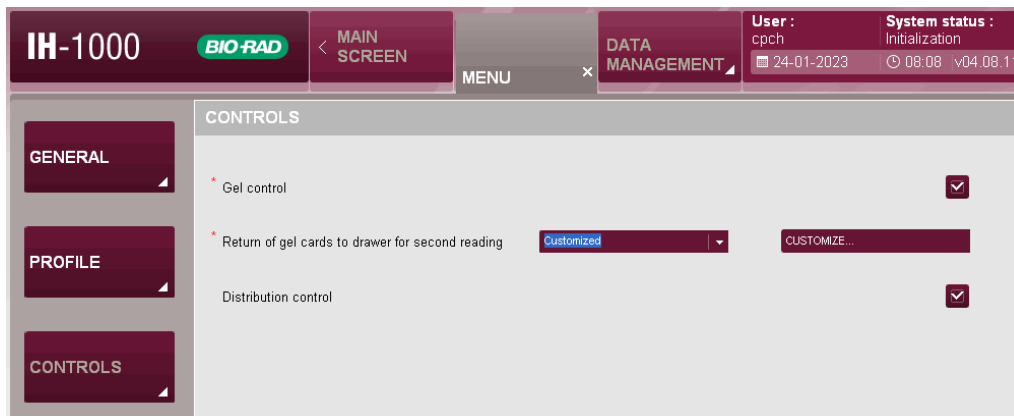 IH-1000
BIO-RAD
< MAIN
SCREEN
MENU
×
DATA
MANAGEMENT
User :
cpch
24-01-2023
System status :
Initialization
08:08
CONTROLS
GENERAL
Gel control
* Return of gel cards to drawer for second reading
Customized
CUSTOMIZE...
PROFILE
Distribution control
CONTROLS